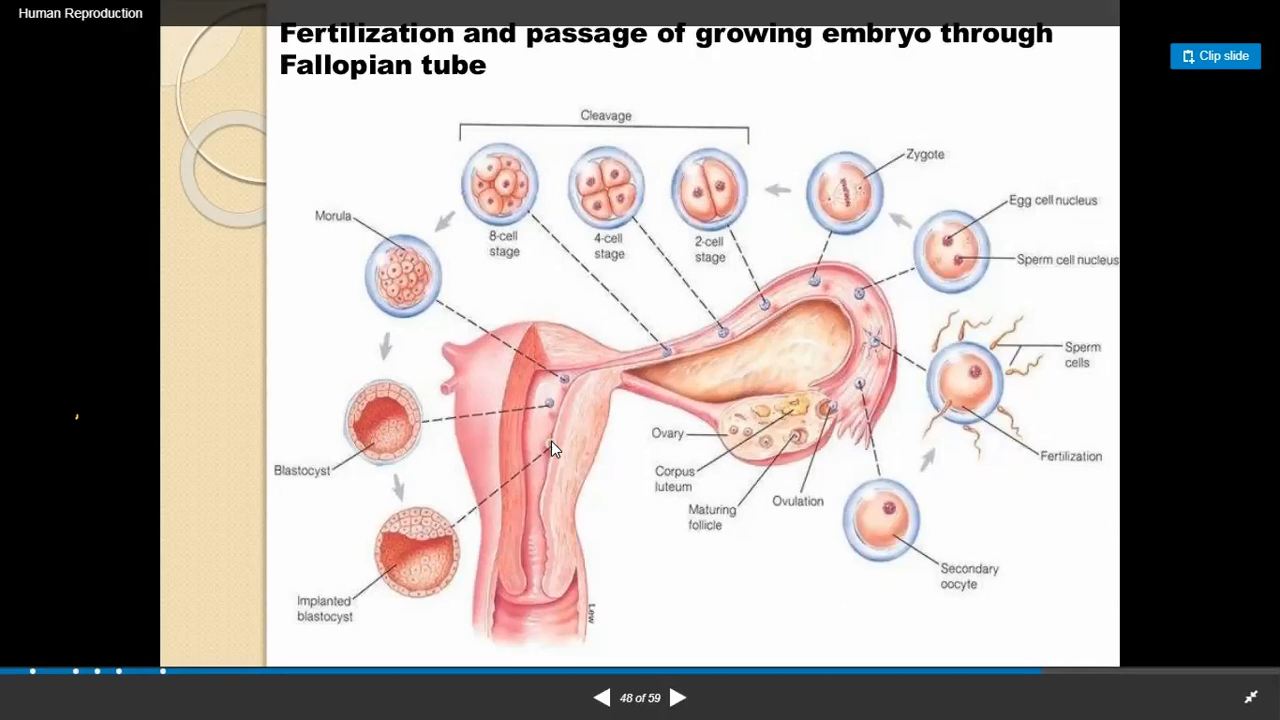 Human Reproduction
Fertilization and passage of growing embryo through
Fallopian tube
Clip slide
Cleavage
Zygote
Egg cell nucleus
Sperm cell nucleus
Morula
8-cell
stage
4-cell
stage
2-cell
stage
Sperm
cells
Fertilization
Blastocyst
Ovary
Corpus
luteum
Maturing
follicle
Ovulation
Secondary
oocyte
Implanted
blastocyst
Lew
48 of 59